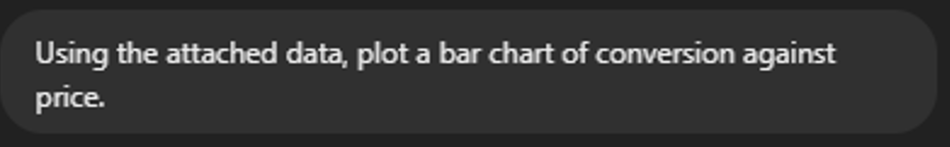 Using the attached data, plot a bar chart of conversion against
price.